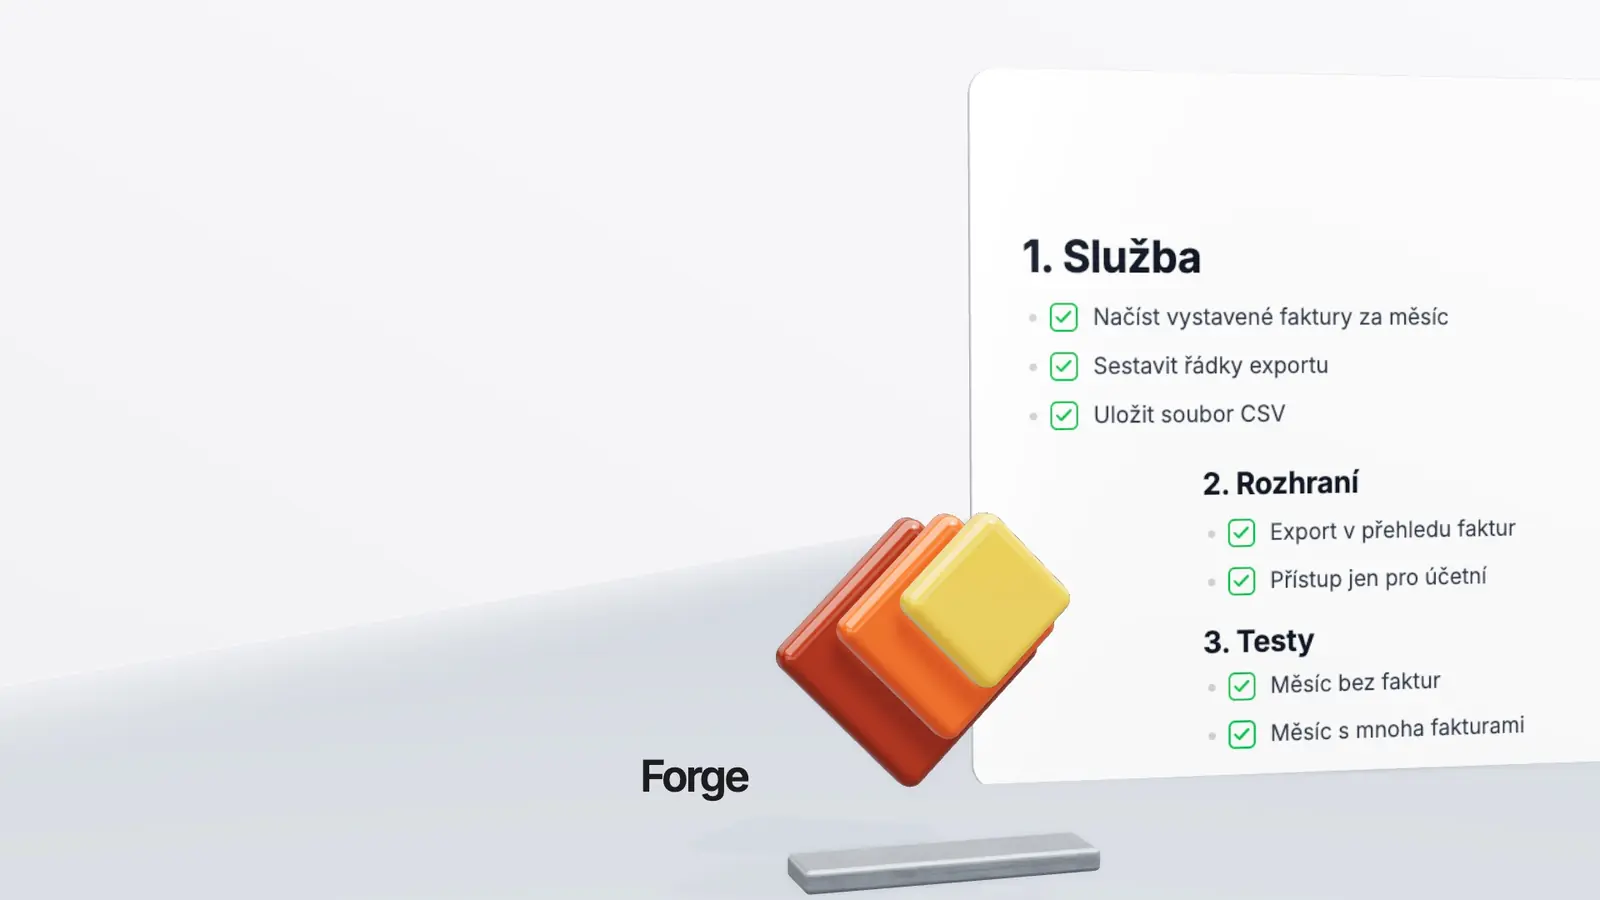 1. Služba
Načíst vystavené faktury za měsíc
Sestavit řádky exportu
Uložit soubor CSV
2. Rozhraní
Export v přehledu faktur
Přístup jen pro účetní
3. Testy
Měsíc bez faktur
Měsíc s mnoha fakturami
Forge